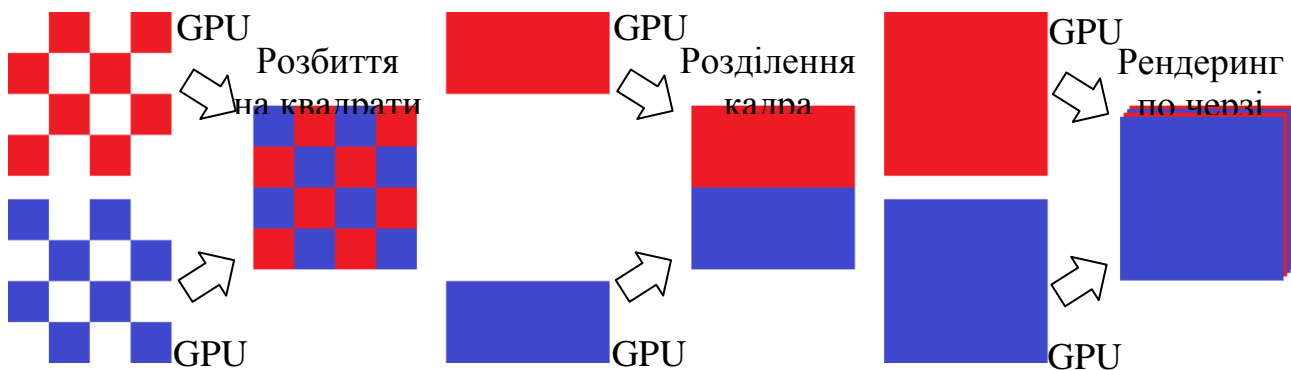 GPU
Розбиття
на квадрати
GPU
GPU
Розділення
кадра
GPU
GPU
Рендеринг
по черзі
GPU